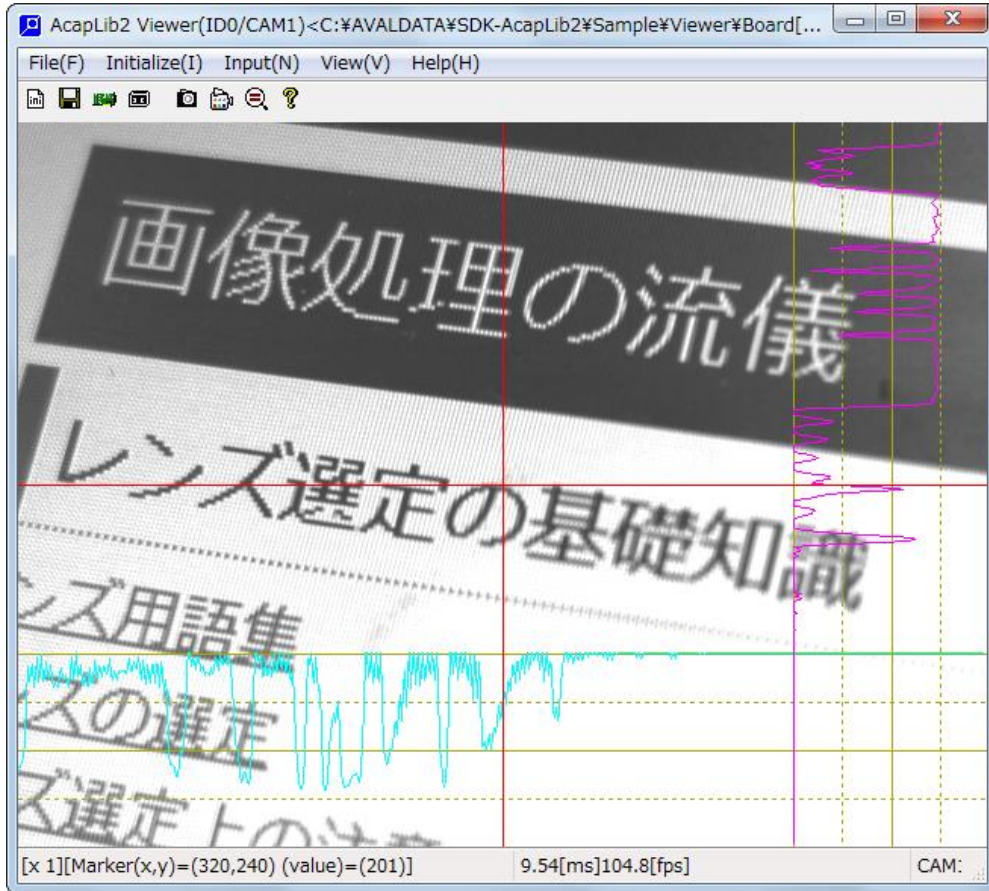 AcapLib2 Viewer(ID0/CAM1)<C:¥AVALDATA¥SDK-AcapLib2¥Sample¥Viewer¥Board[...
File(F) Initialize(I) Input(N) View(V) Help(H)
ini
画像処理の流儀
レンズ選定の基礎知識
ンズ用語集
ンズの選定
ズ選定上の注意
[x 1][Marker(x,y)=(320,240) (value)=(201)] 9.54[ms]104.8[fps] CAM: